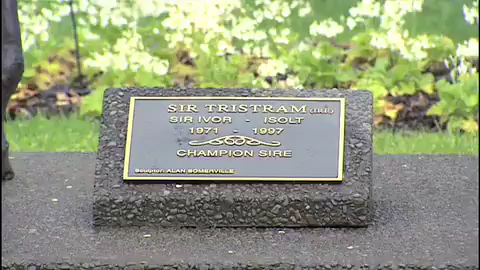 SIR TRISTRAM (IRE)
SIR IVOR - ISOLT
1971 - 1997
CHAMPION SIRE
Sculptor: ALAN SOMERVILLE